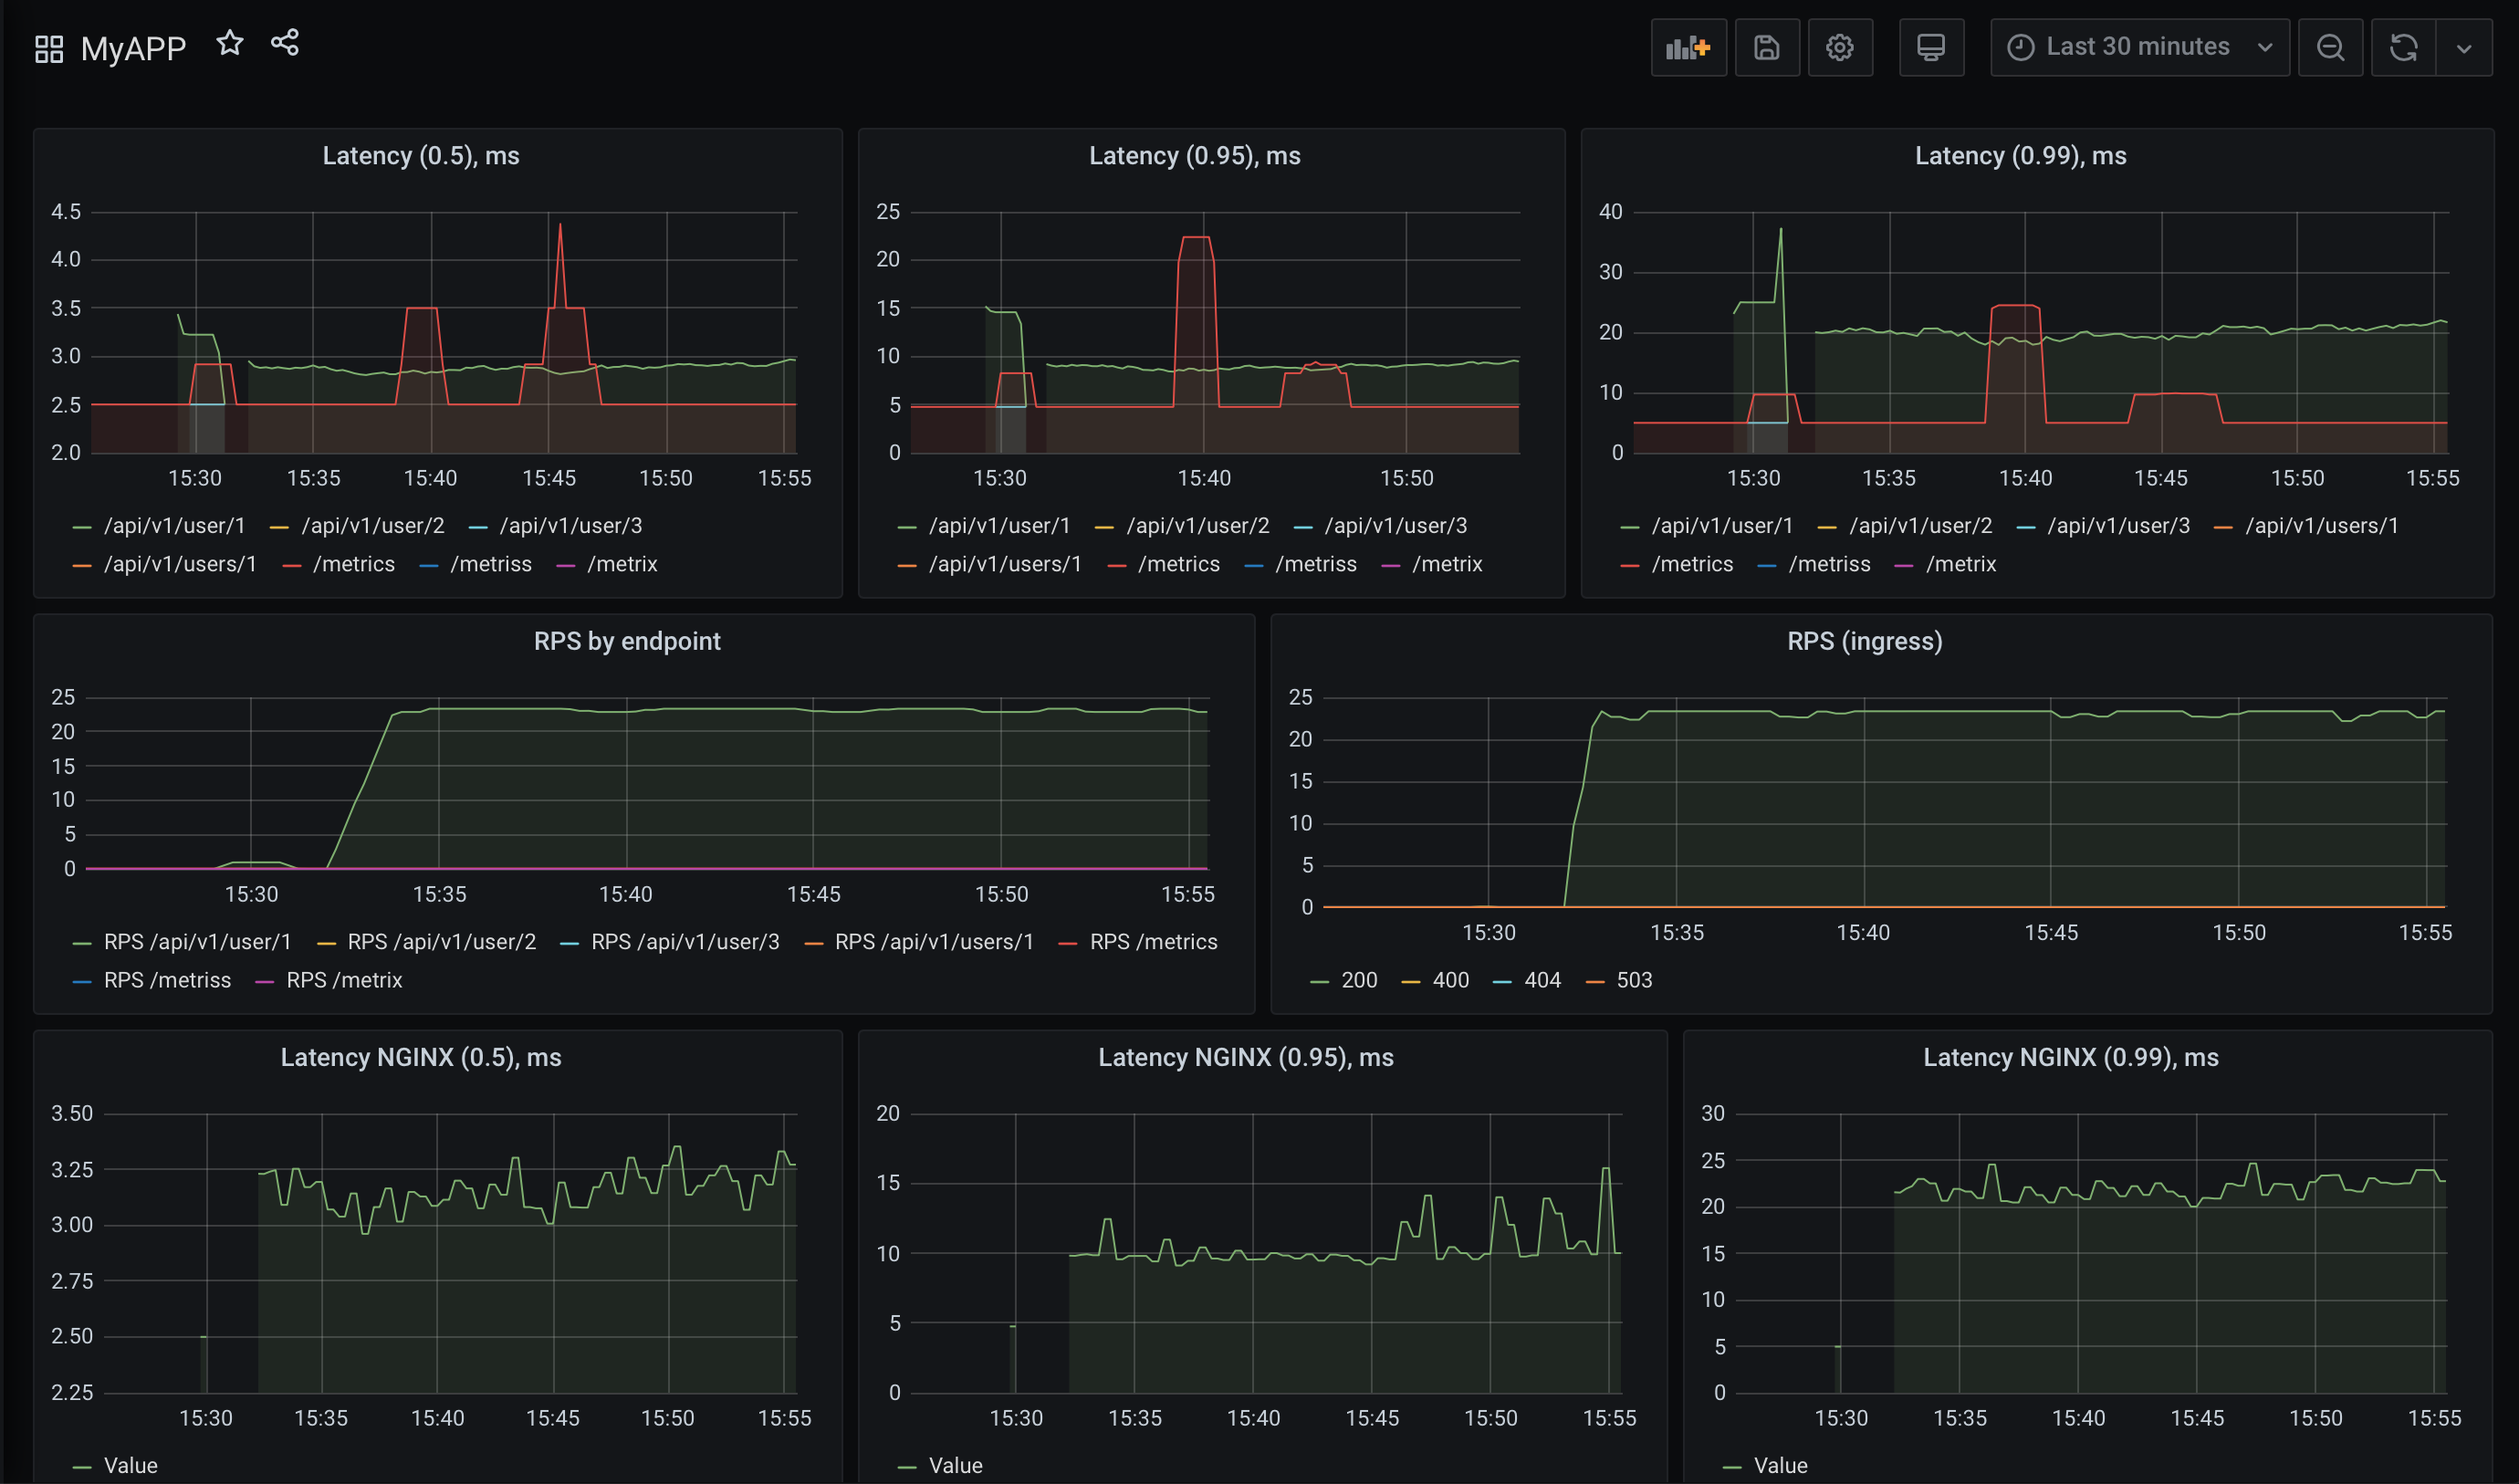 MyAPP Last 30 minutes
Latency (0.5), ms
4.5
4.0
3.5
3.0
2.5
2.0
15:30 15:35 15:40 15:45 15:50 15:55
/api/v1/user/1 /api/v1/user/2 /api/v1/user/3
/api/v1/users/1 /metrics /metriss /metrix
Latency (0.95), ms
25
20
15
10
5
0
15:30 15:40 15:50
/api/v1/user/1 /api/v1/user/2 /api/v1/user/3
/api/v1/users/1 /metrics /metriss /metrix
Latency (0.99), ms
40
30
20
10
0
15:30 15:35 15:40 15:45 15:50 15:55
/api/v1/user/1 /api/v1/user/2 /api/v1/user/3 /api/v1/users/1
/metrics /metriss /metrix
RPS by endpoint
25
20
15
10
5
0
15:30 15:35 15:40 15:45 15:50 15:55
RPS /api/v1/user/1 RPS /api/v1/user/2 RPS /api/v1/user/3 RPS /api/v1/users/1 RPS /metrics
RPS /metriss RPS /metrix
RPS (ingress)
25
20
15
10
5
0
15:30 15:35 15:40 15:45 15:50 15:55
200 400 404 503
Latency NGINX (0.5), ms
3.50
3.25
3.00
2.75
2.50
2.25
15:30 15:35 15:40 15:45 15:50 15:55
Value
Latency NGINX (0.95), ms
20
15
10
5
0
15:30 15:35 15:40 15:45 15:50 15:55
Value
Latency NGINX (0.99), ms
30
25
20
15
10
5
0
15:30 15:35 15:40 15:45 15:50 15:55
Value